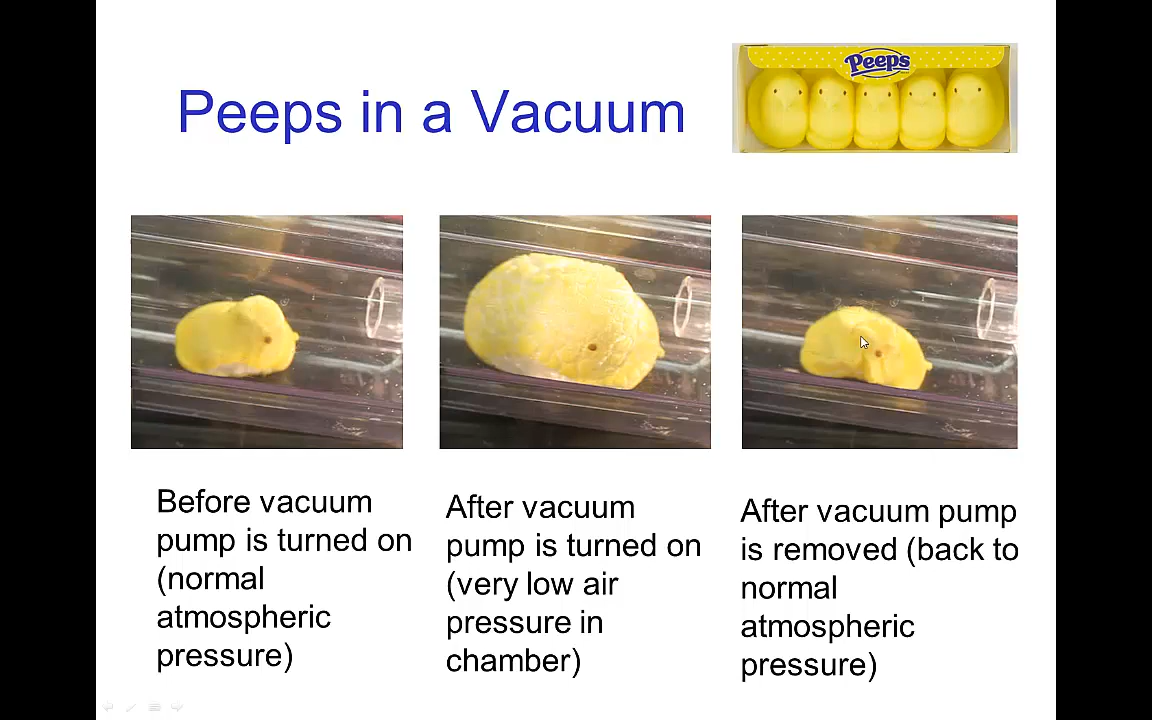 Peeps
Peeps in a Vacuum
Before vacuum
pump is turned on
(normal
atmospheric
pressure)
After vacuum
pump is turned on
(very low air
pressure in
chamber)
After vacuum pump
is removed (back to
normal
atmospheric
pressure)